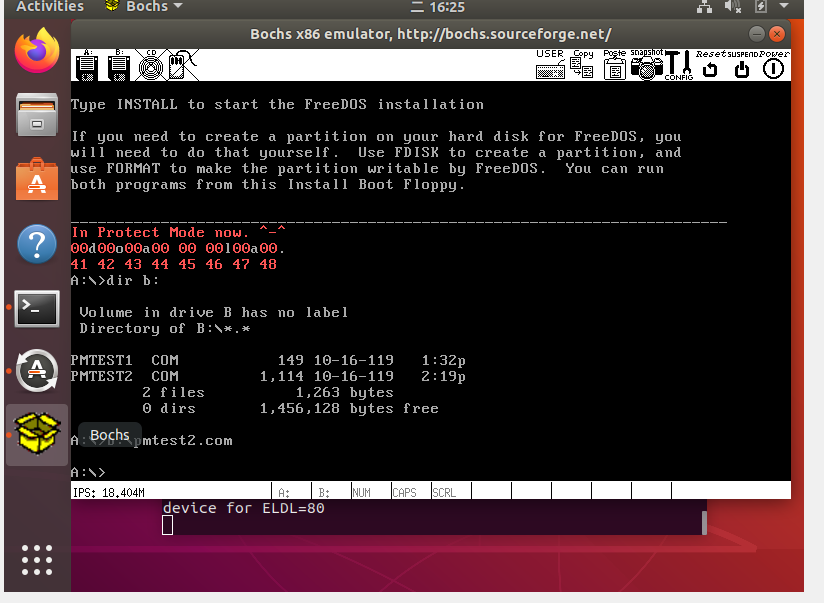 Activities Bochs 二 16:25
Bochs x86 emulator, http://bochs.sourceforge.net/
A: B: CD USER Copy Paste snapshot CONFIG Reset SUSPEND Power
Type INSTALL to start the FreeDOS installation
If you need to create a partition on your hard disk for FreeDOS, you
will need to do that yourself.  Use FDISK to create a partition, and
use FORMAT to make the partition writable by FreeDOS.  You can run
both programs from this Install Boot Floppy.
In Protect Mode now. ^-^
00d00o00a00 00 00l00a00.
41 42 43 44 45 46 47 48
A:\>dir b:
Volume in drive B has no label
Directory of B:\*.*
PMTEST1  COM 149 10-16-119 1:32p
PMTEST2  COM 1,114 10-16-119 2:19p
2 files 1,263 bytes
0 dirs 1,456,128 bytes free
Bochs
pmtest2.com
A:\>
IPS: 18.404M A: B: NUM CAPS SCRL
device for ELDL=80